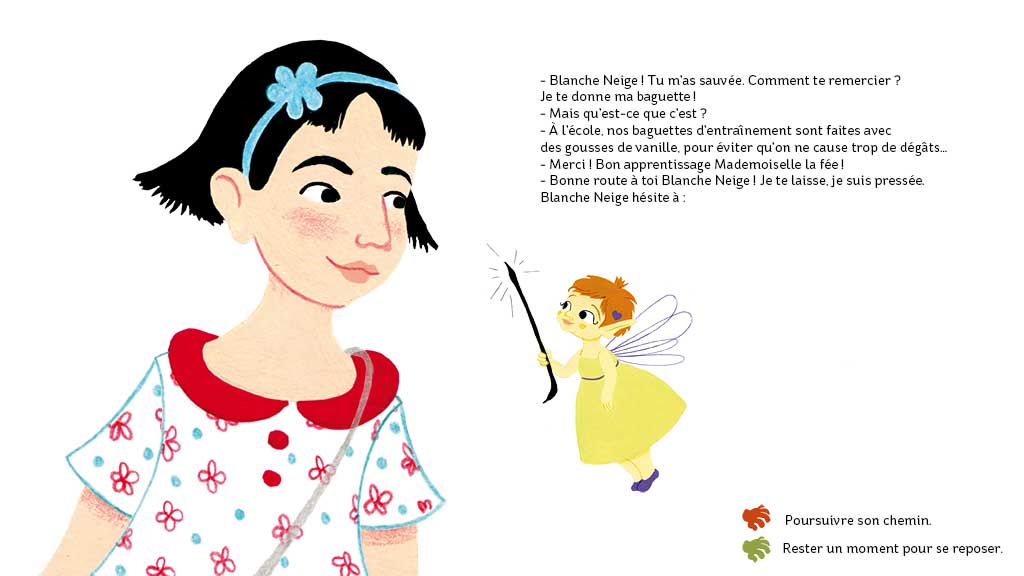 - Blanche Neige ! Tu m'as sauvée. Comment te remercier ?
Je te donne ma baguette !
- Mais qu'est-ce que c'est ?
- À l'école, nos baguettes d'entraînement sont faites avec
des gousses de vanille, pour éviter qu'on ne cause trop de dégâts...
- Merci ! Bon apprentissage Mademoiselle la fée !
- Bonne route à toi Blanche Neige ! Je te laisse, je suis pressée.
Blanche Neige hésite à :
Poursuivre son chemin.
Rester un moment pour se reposer.